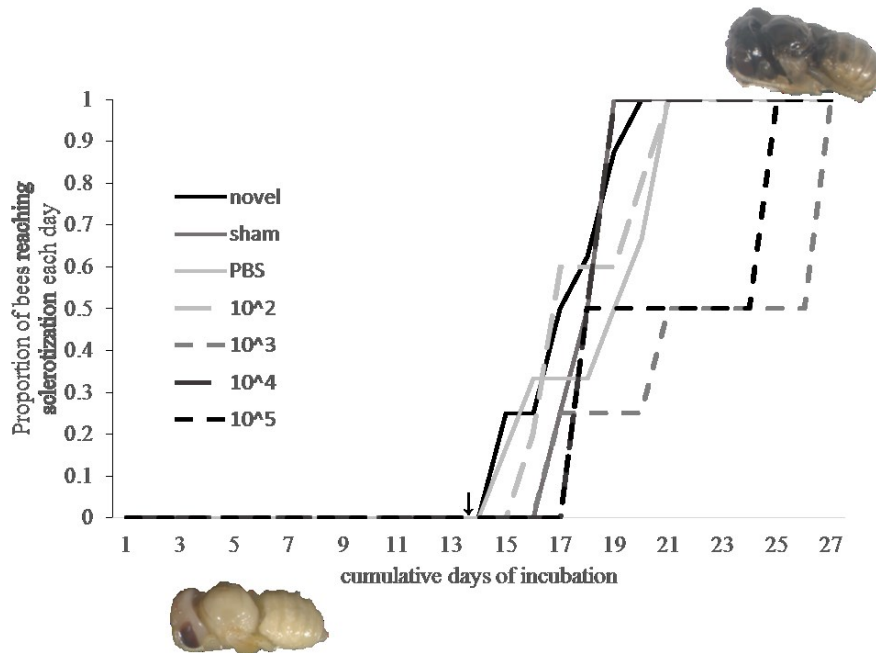 1
0.9
0.8
0.7
0.6
0.5
0.4
0.3
0.2
0.1
0
Proportion of bees reaching
sclerotization each day
novel
sham
PBS
10^2
10^3
10^4
10^5
1 3 5 7 9 11 13 15 17 19 21 23 25 27
cumulative days of incubation